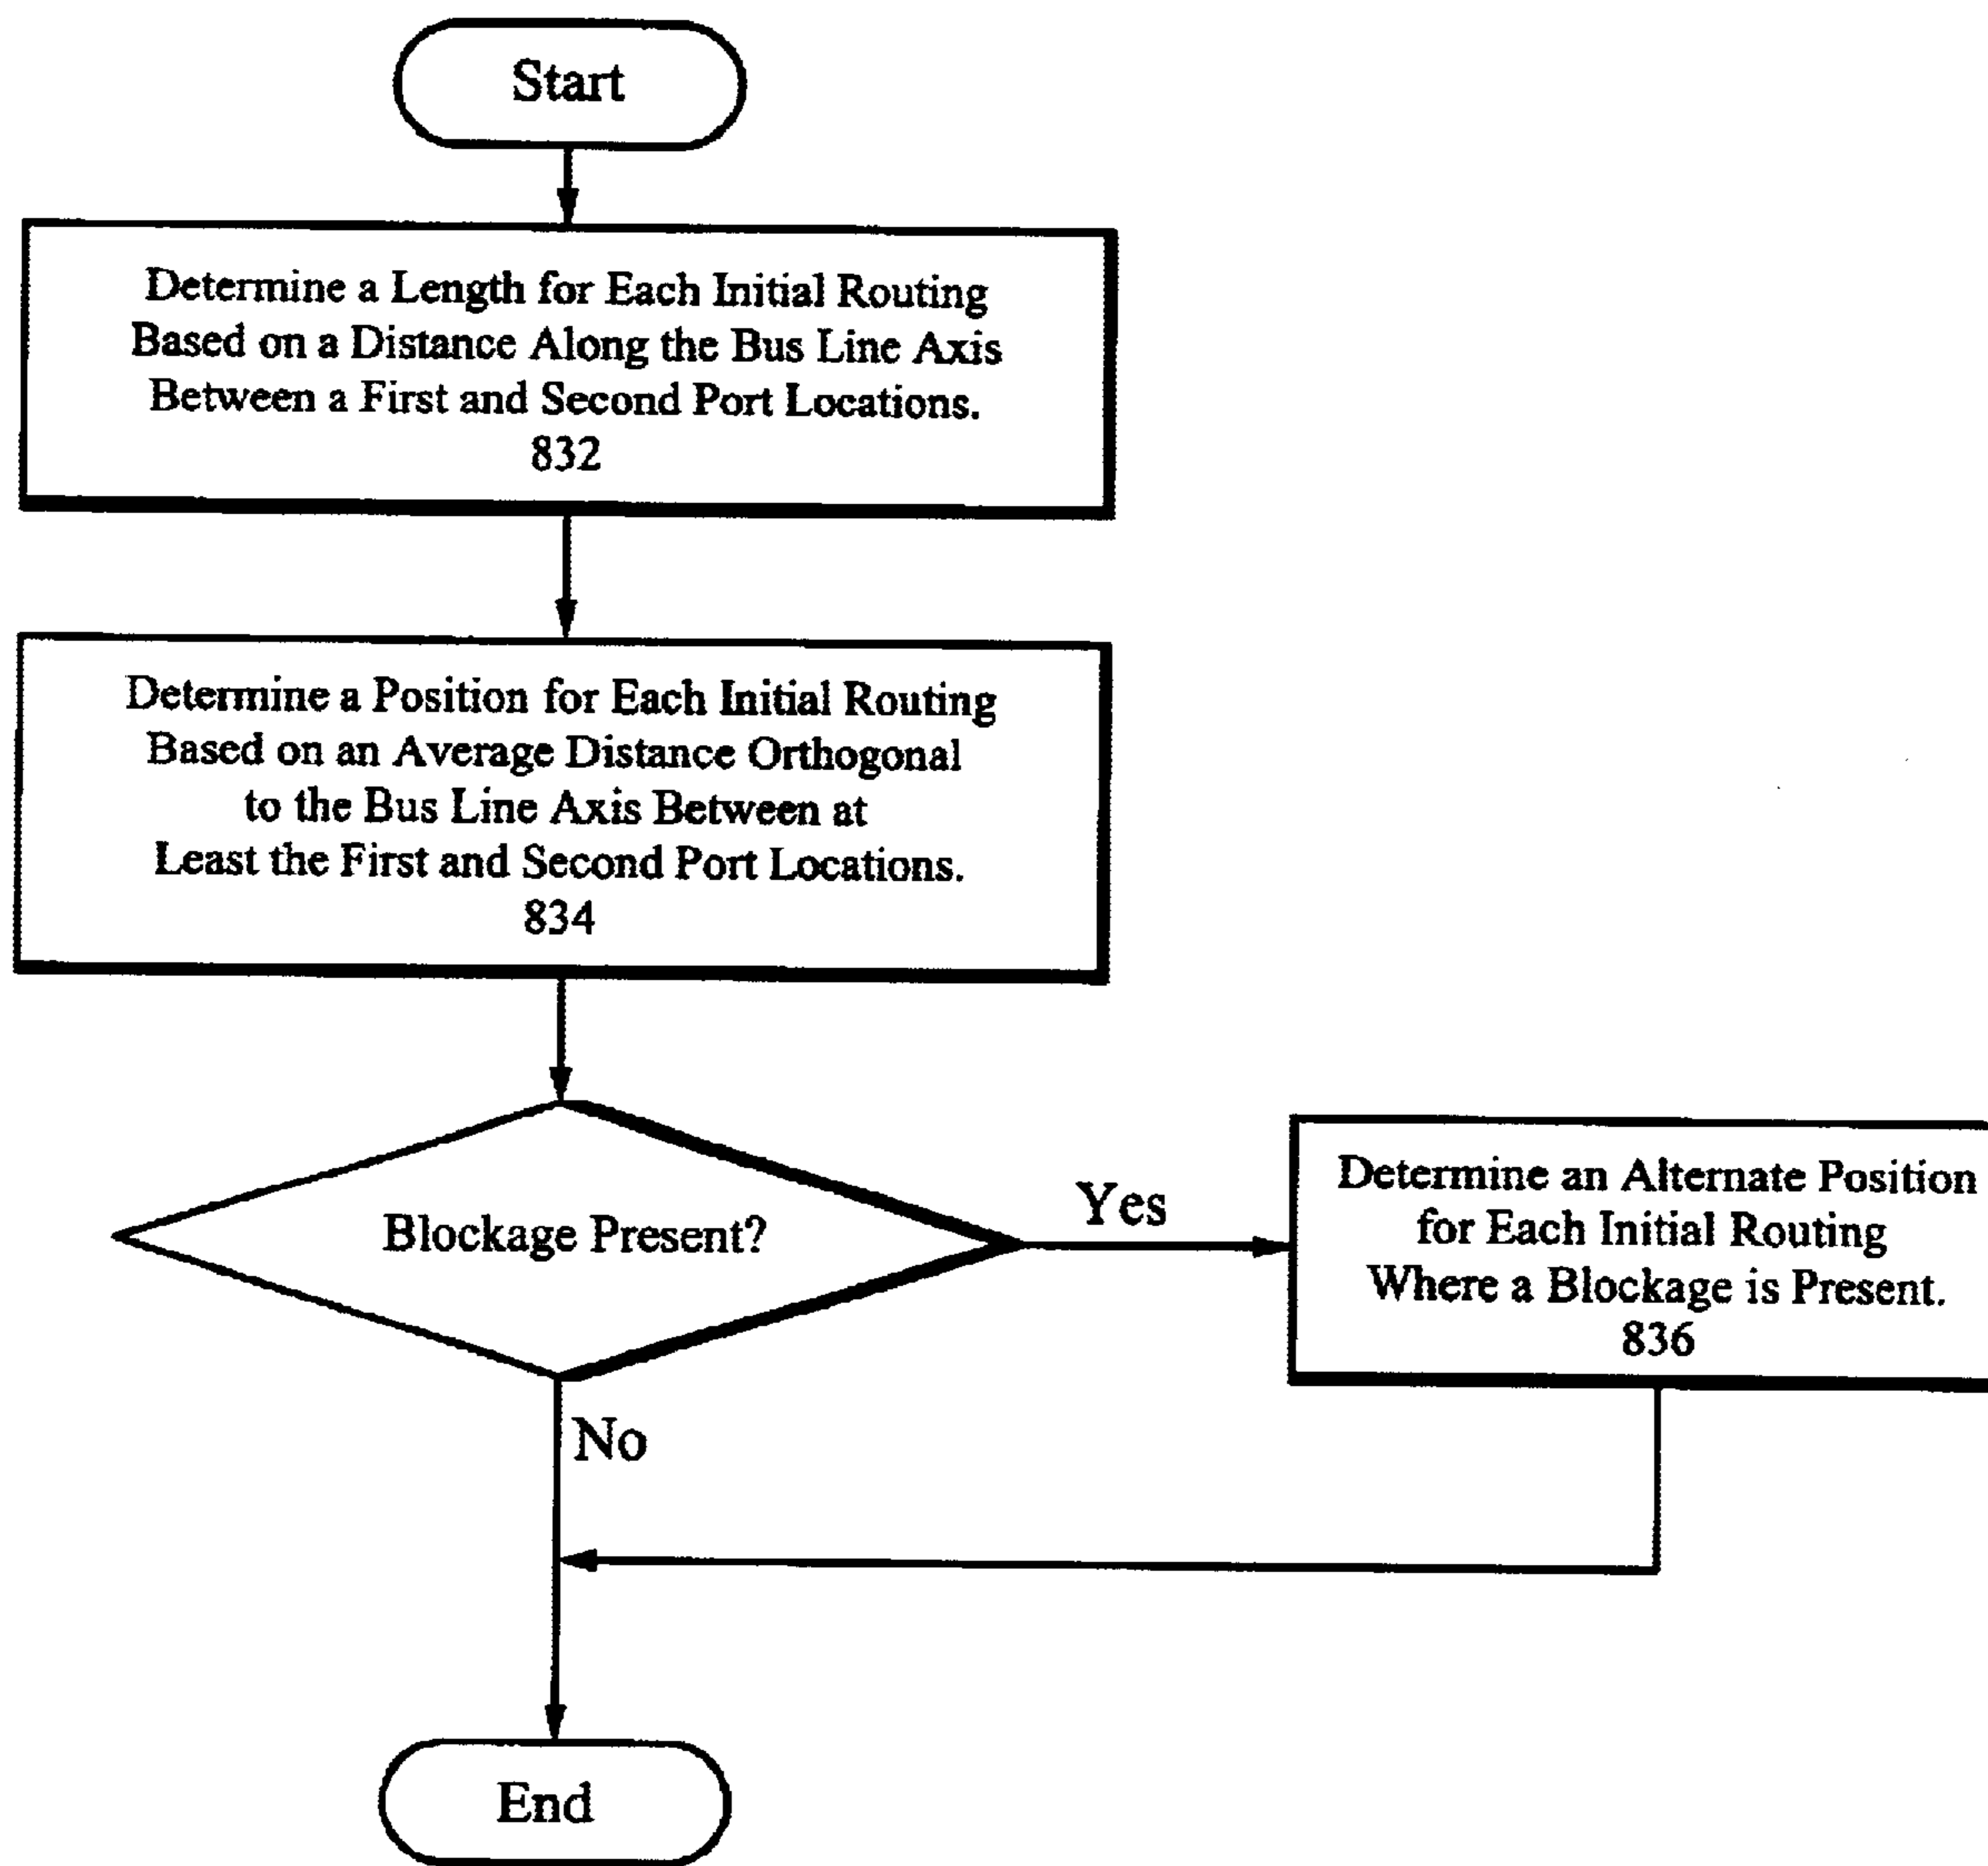 Start
Determine a Length for Each Initial Routing
Based on a Distance Along the Bus Line Axis
Between a First and Second Port Locations.
832
Determine a Position for Each Initial Routing
Based on an Average Distance Orthogonal
to the Bus Line Axis Between at
Least the First and Second Port Locations.
834
Blockage Present?
Yes
Determine an Alternate Position
for Each Initial Routing
Where a Blockage is Present.
836
No
End